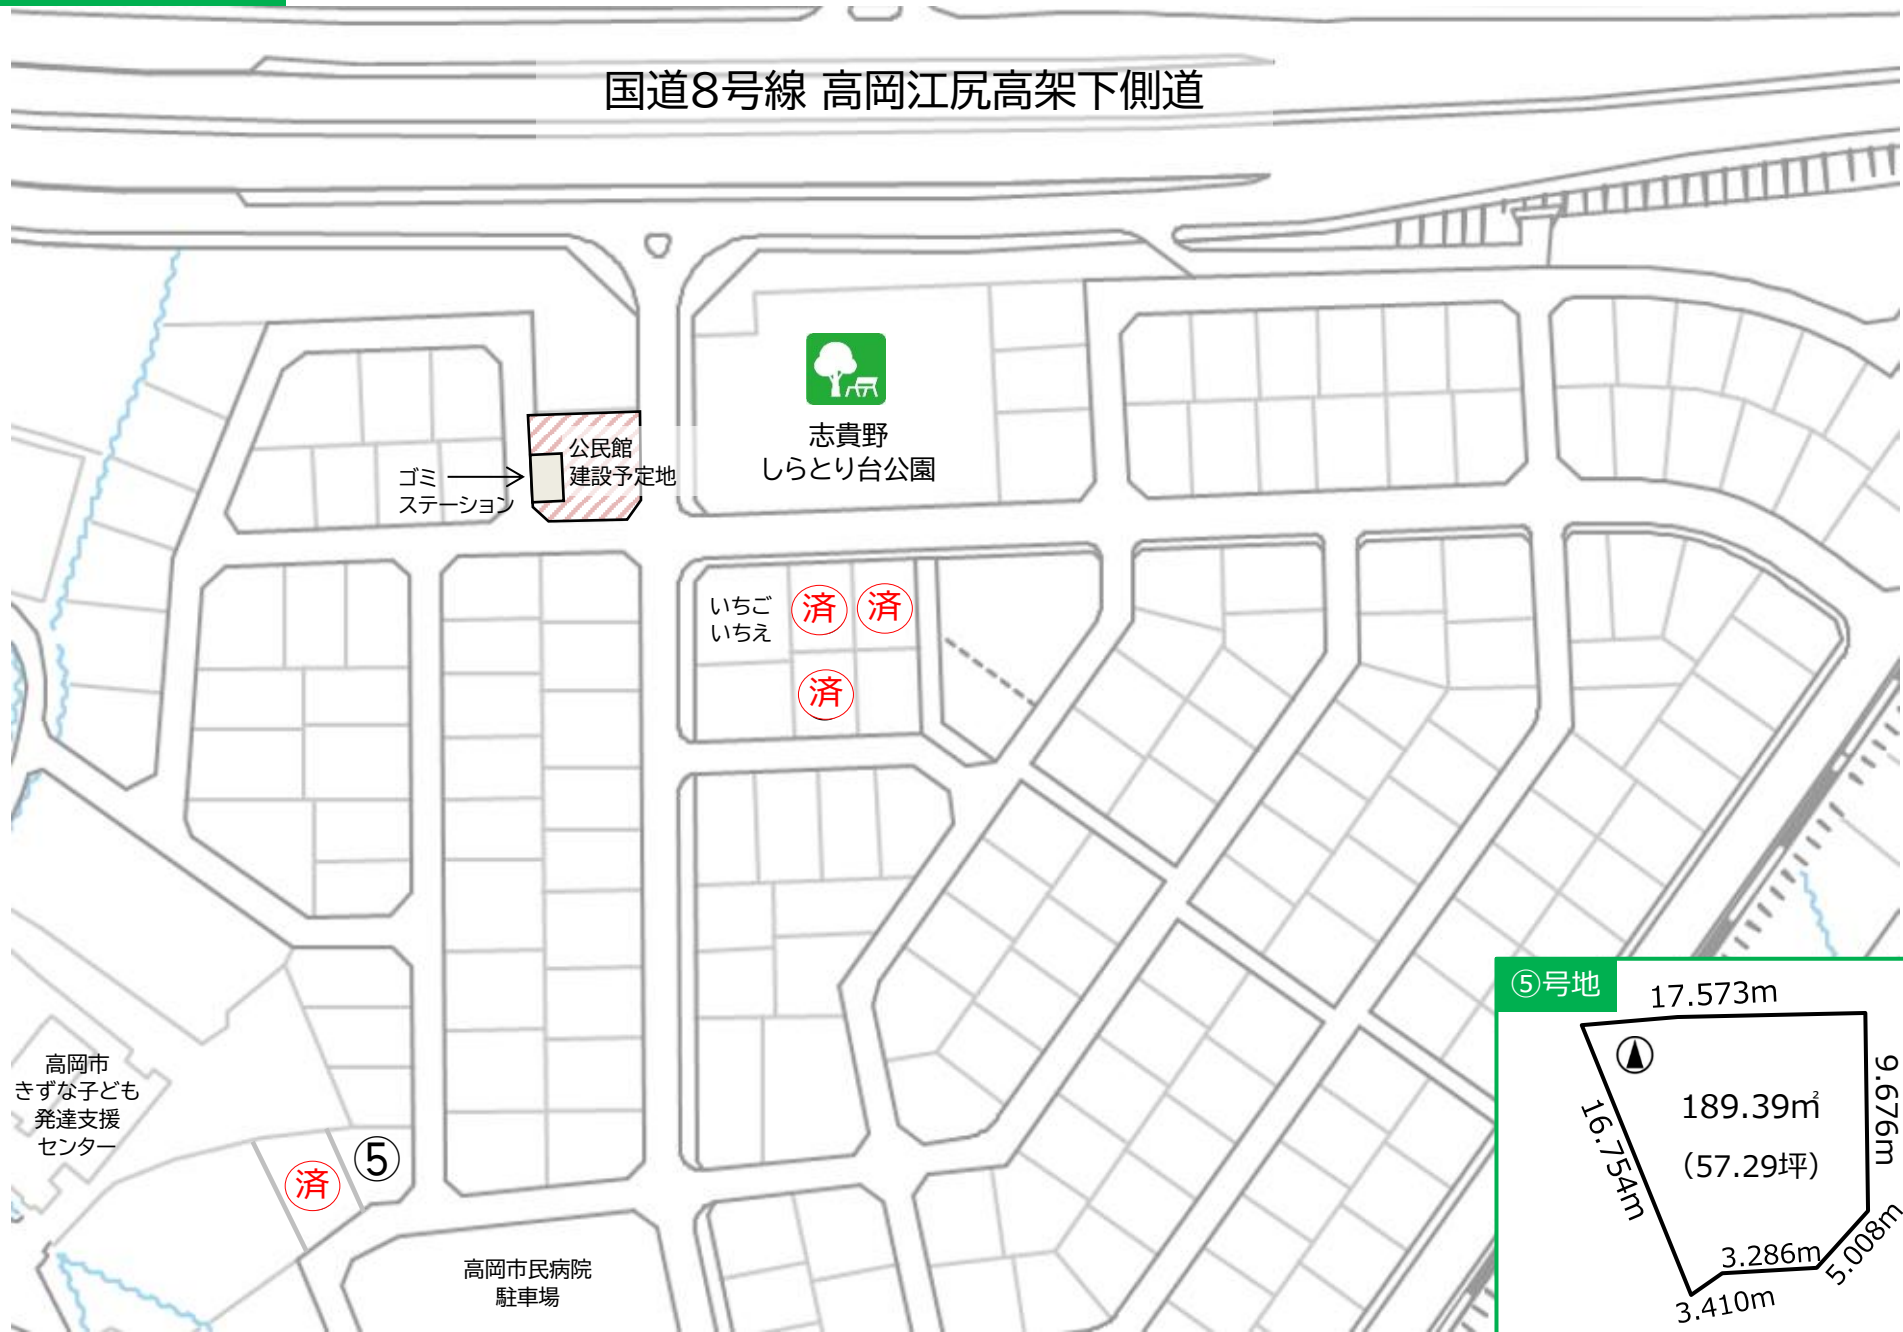 国道8号線 高岡江尻高架下側道
志貴野
しらとり台公園
公民館
建設予定地
ゴミ
ステーション
いちご
いちえ
済
済
済
高岡市
きずな子ども
発達支援
センター
済
⑤
高岡市民病院
駐車場
⑤号地
17.573m
9.676m
189.39㎡
(57.29坪)
16.754m
3.286m
5.008m
3.410m